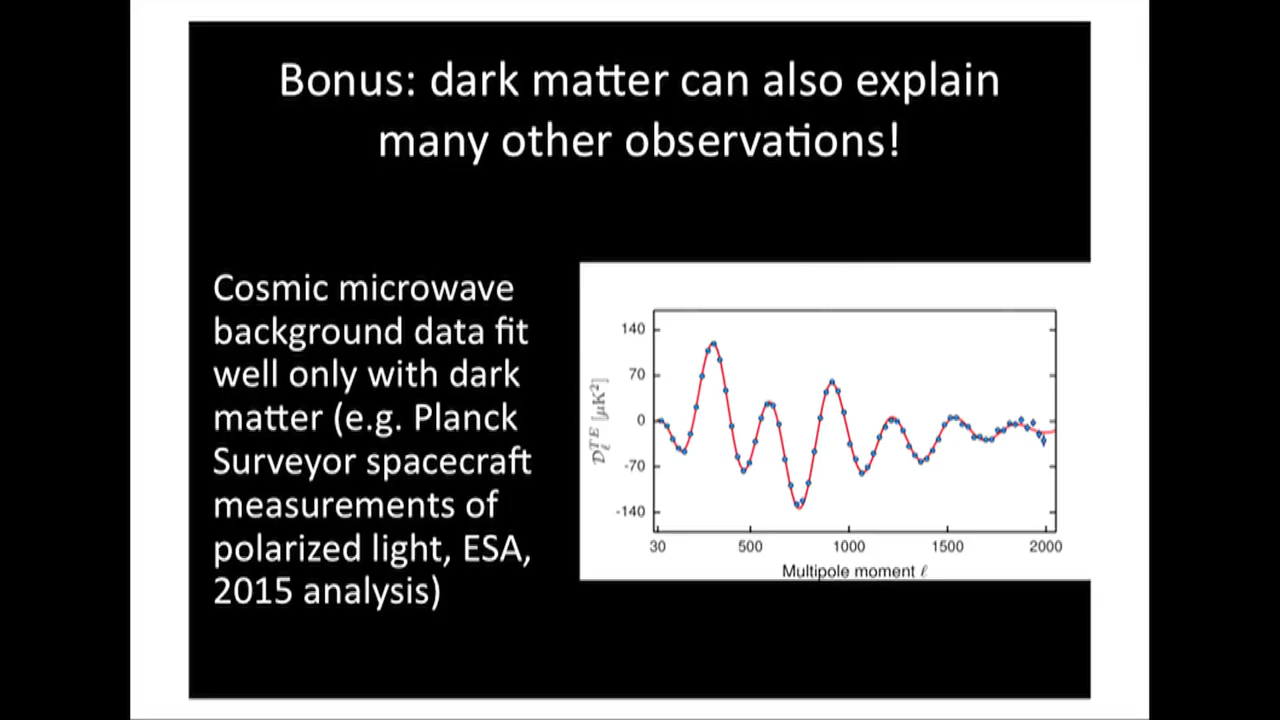 Bonus: dark matter can also explain
many other observations!
Cosmic microwave
background data fit
well only with dark
matter (e.g. Planck
Surveyor spacecraft
measurements of
polarized light, ESA,
2015 analysis)
140
70
0
-70
-140
𝒟ℓᵀᴱ [μK²]
30 500 1000 1500 2000
Multipole moment ℓ